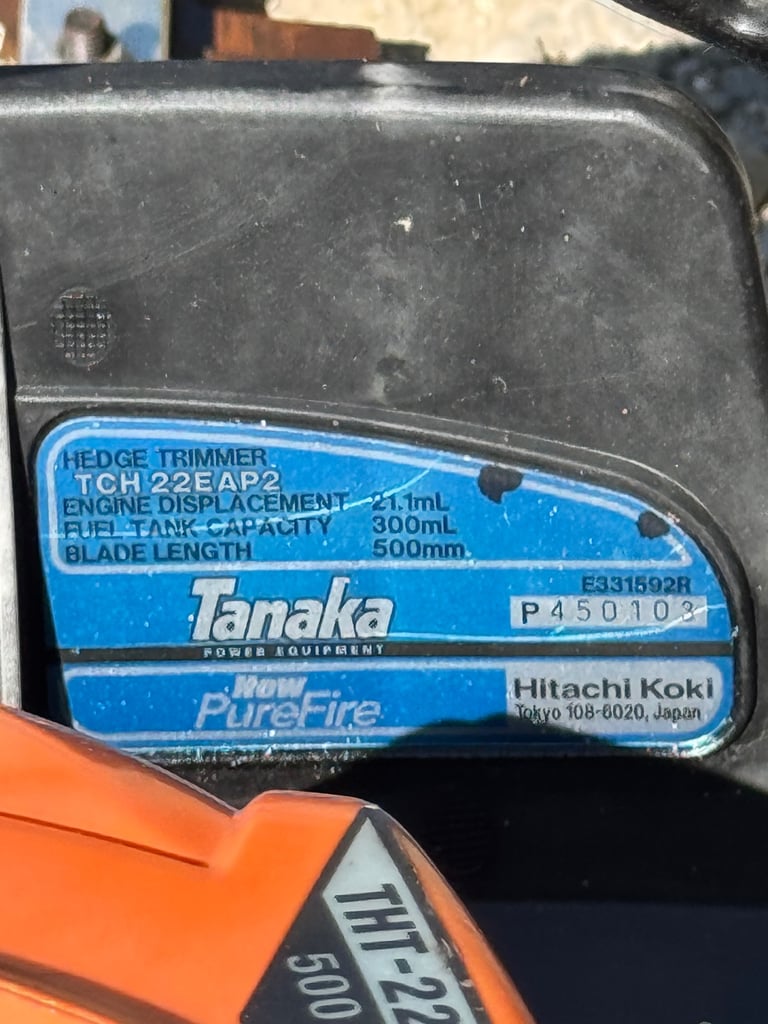 HEDGE TRIMMER
TCH 22EAP2
ENGINE DISPLACEMENT 21.1mL
FUEL TANK CAPACITY 300mL
BLADE LENGTH 500mm
E331592R
Tanaka
P450103
POWER EQUIPMENT
New
PureFire
Hitachi Koki
Tokyo 108-6020, Japan
THT-22
500